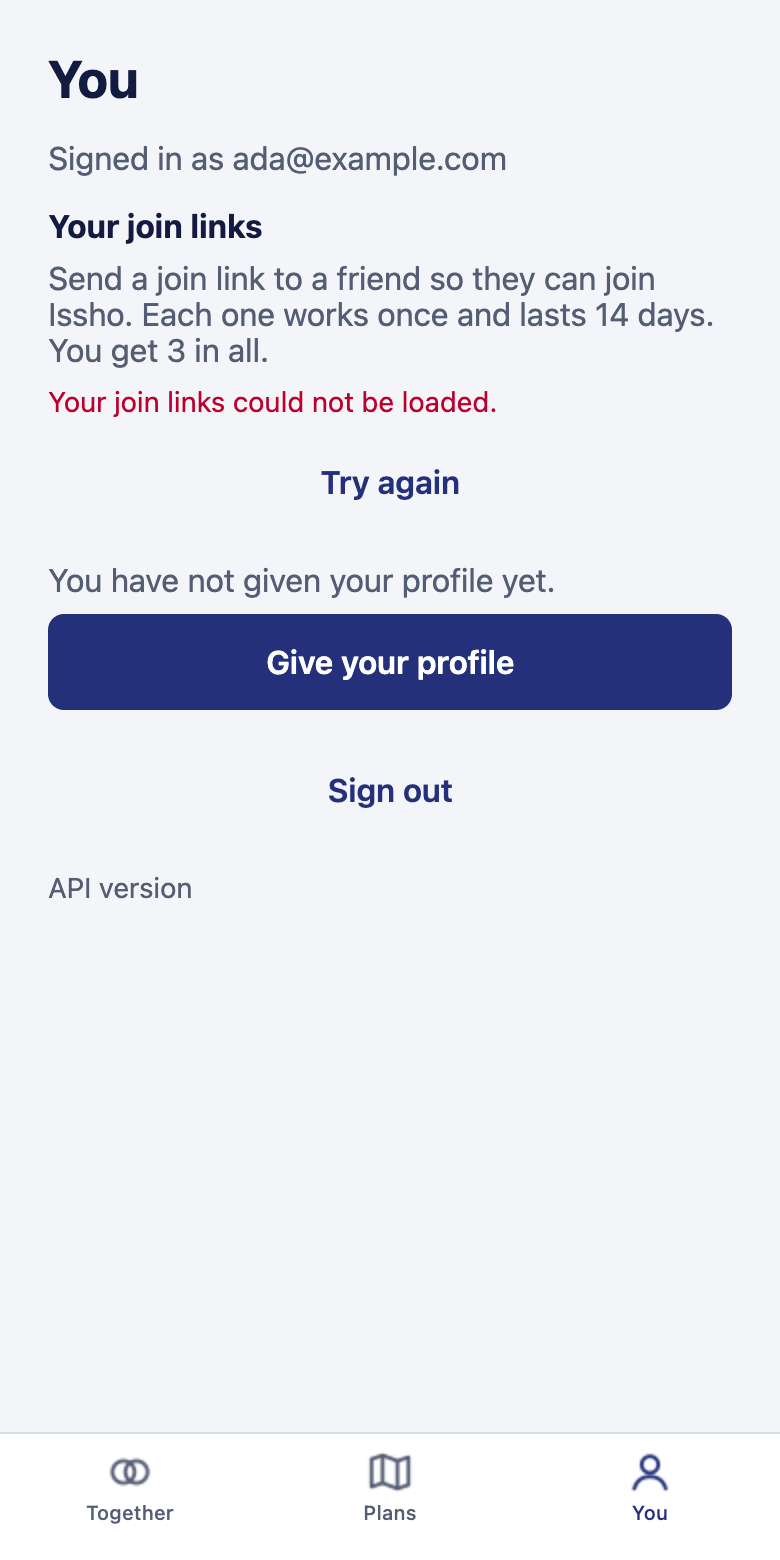 You
Signed in as ada@example.com
Your join links
Send a join link to a friend so they can join
Issho. Each one works once and lasts 14 days.
You get 3 in all.
Your join links could not be loaded.
Try again
You have not given your profile yet.
Give your profile
Sign out
API version
Together
Plans
You